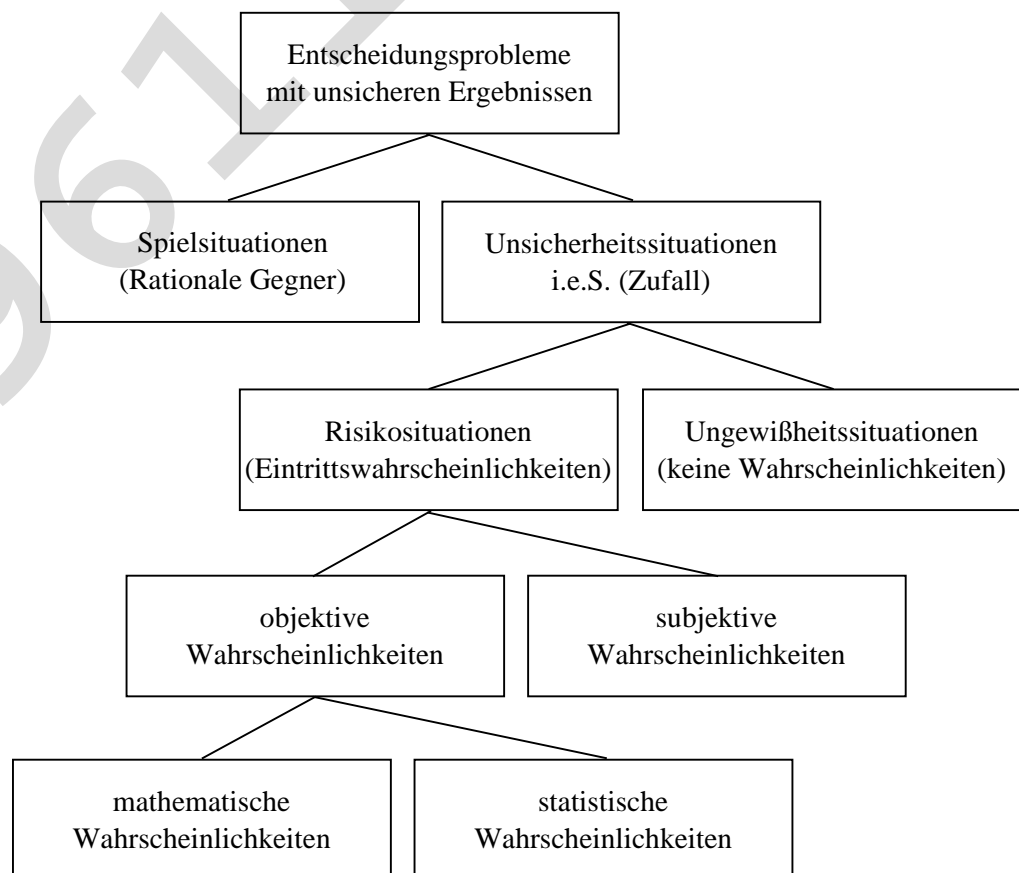 961
Entscheidungsprobleme
mit unsicheren Ergebnissen
Spielsituationen
(Rationale Gegner)
Unsicherheitssituationen
i.e.S. (Zufall)
Risikosituationen
(Eintrittswahrscheinlichkeiten)
Ungewißheitssituationen
(keine Wahrscheinlichkeiten)
objektive
Wahrscheinlichkeiten
subjektive
Wahrscheinlichkeiten
mathematische
Wahrscheinlichkeiten
statistische
Wahrscheinlichkeiten